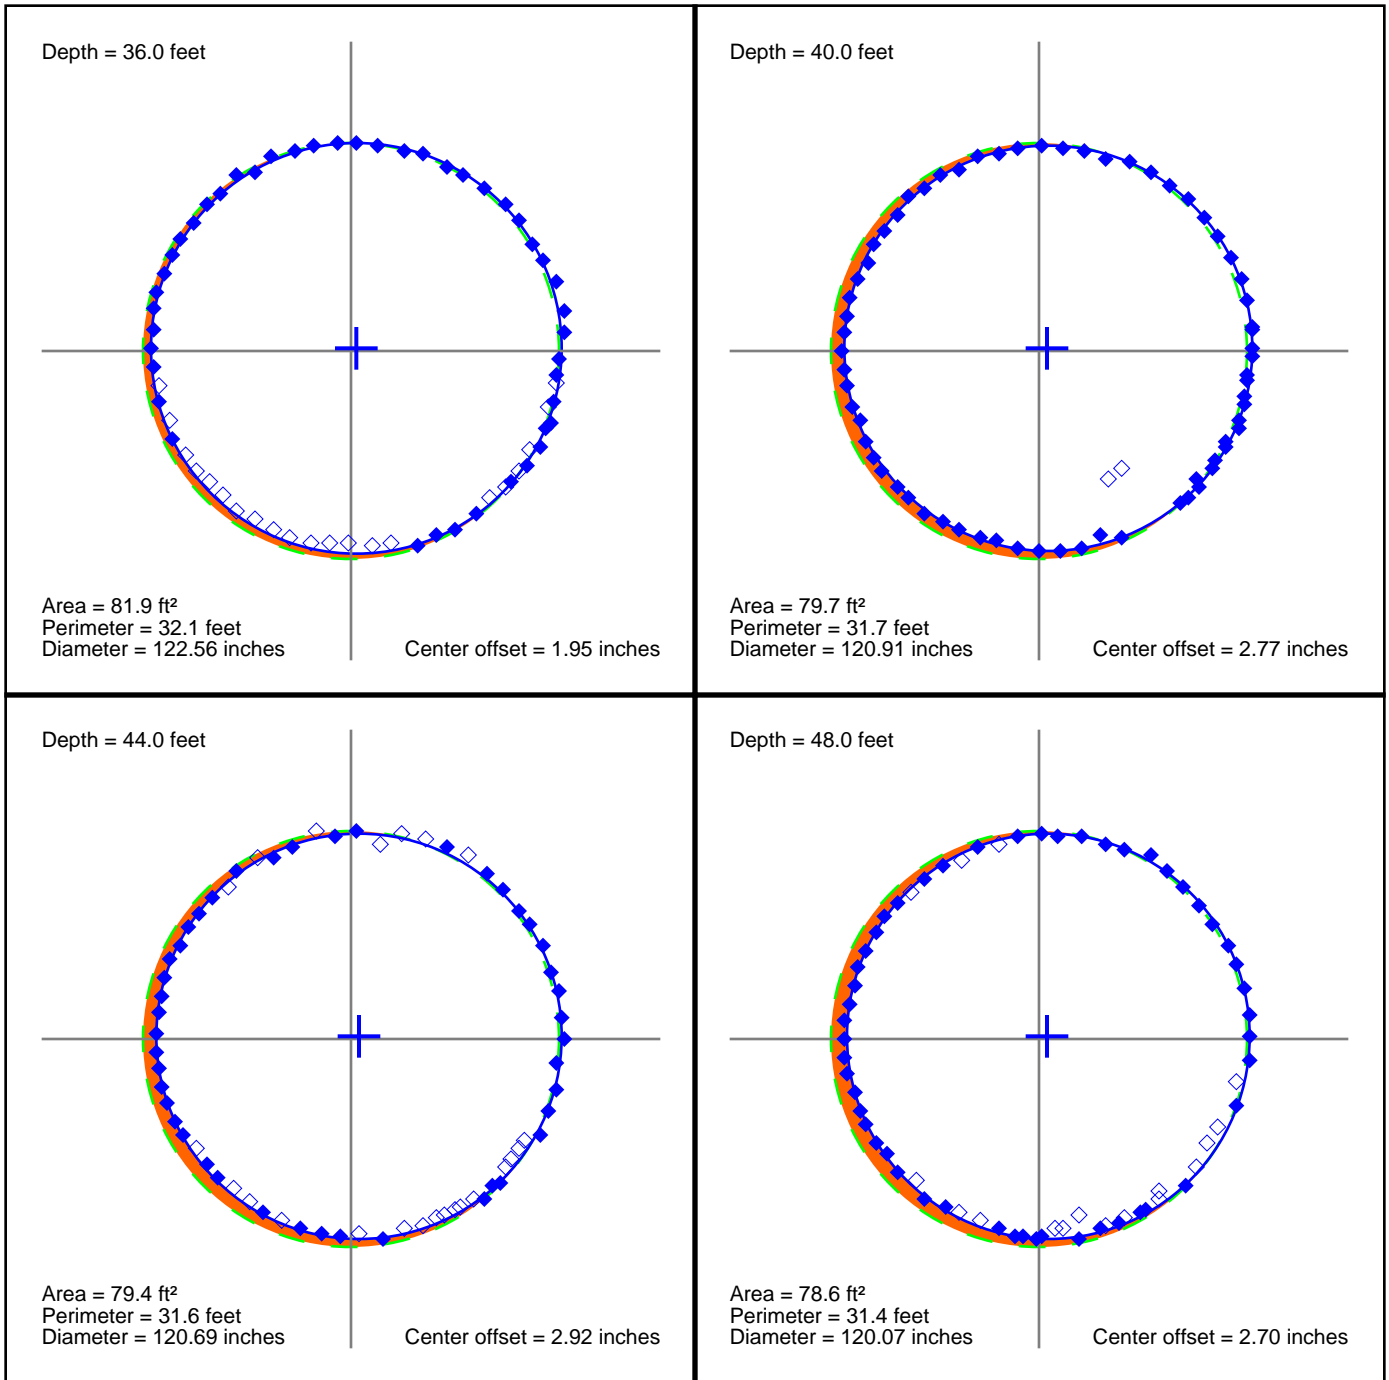 Depth = 36.0 feet
Area = 81.9 ft²
Perimeter = 32.1 feet
Diameter = 122.56 inches
Center offset = 1.95 inches
Depth = 40.0 feet
Area = 79.7 ft²
Perimeter = 31.7 feet
Diameter = 120.91 inches
Center offset = 2.77 inches
Depth = 44.0 feet
Area = 79.4 ft²
Perimeter = 31.6 feet
Diameter = 120.69 inches
Center offset = 2.92 inches
Depth = 48.0 feet
Area = 78.6 ft²
Perimeter = 31.4 feet
Diameter = 120.07 inches
Center offset = 2.70 inches